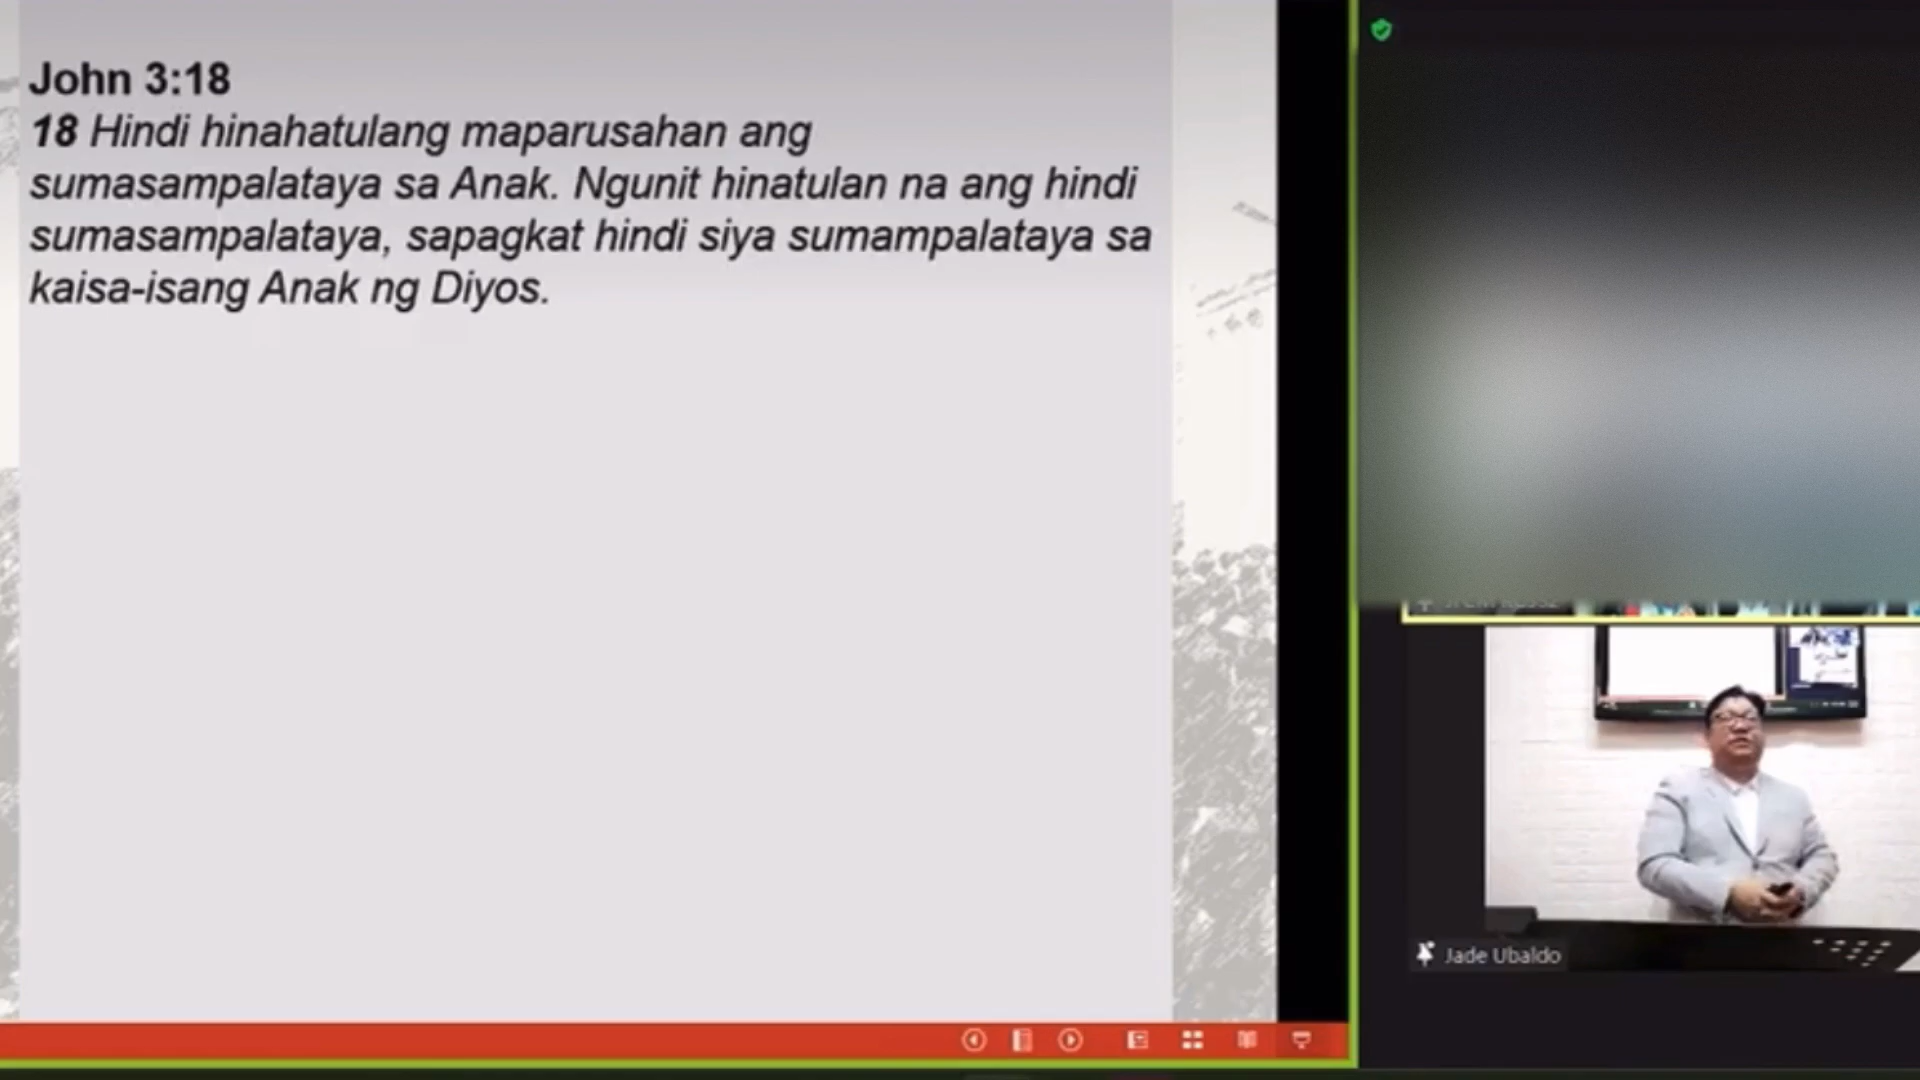 John 3:18
18 Hindi hinahatulang maparusahan ang
sumasampalataya sa Anak. Ngunit hinatulan na ang hindi
sumasampalataya, sapagkat hindi siya sumampalataya sa
kaisa-isang Anak ng Diyos.
Jade Ubaldo